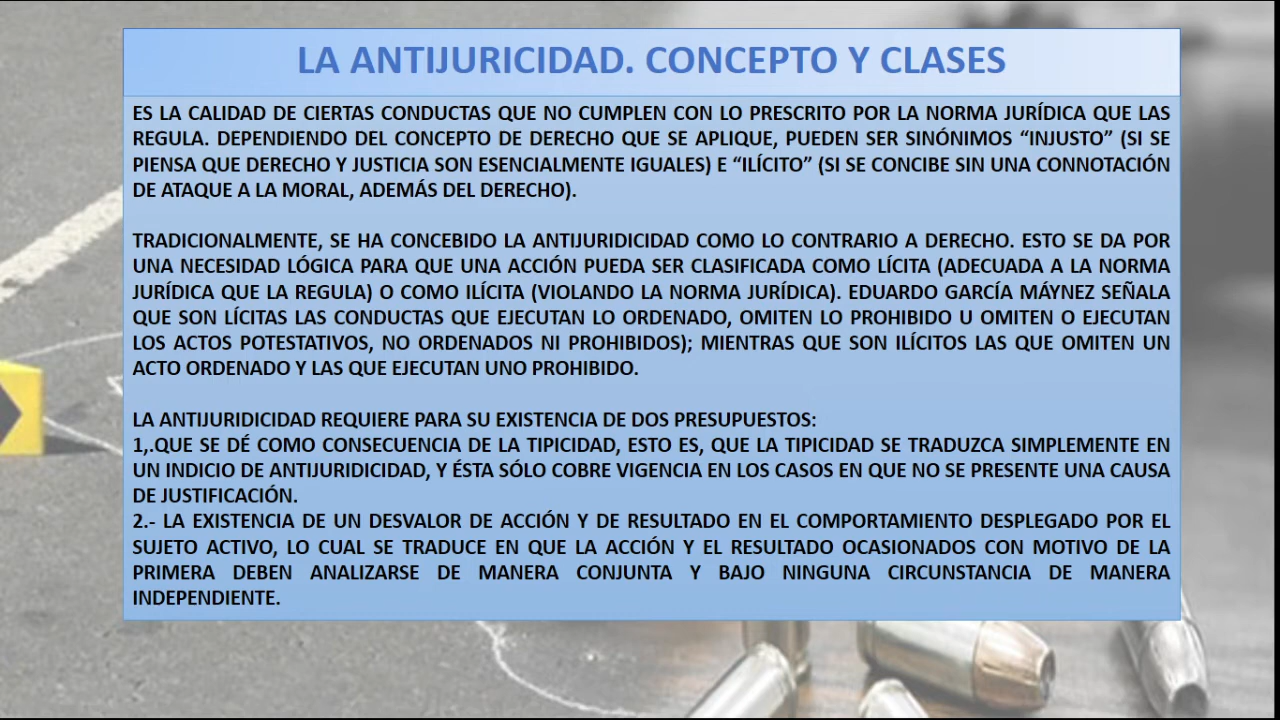 LA ANTIJURICIDAD. CONCEPTO Y CLASES
ES LA CALIDAD DE CIERTAS CONDUCTAS QUE NO CUMPLEN CON LO PRESCRITO POR LA NORMA JURÍDICA QUE LAS
REGULA. DEPENDIENDO DEL CONCEPTO DE DERECHO QUE SE APLIQUE, PUEDEN SER SINÓNIMOS “INJUSTO” (SI SE
PIENSA QUE DERECHO Y JUSTICIA SON ESENCIALMENTE IGUALES) E “ILÍCITO” (SI SE CONCIBE SIN UNA CONNOTACIÓN
DE ATAQUE A LA MORAL, ADEMÁS DEL DERECHO).
TRADICIONALMENTE, SE HA CONCEBIDO LA ANTIJURIDICIDAD COMO LO CONTRARIO A DERECHO. ESTO SE DA POR
UNA NECESIDAD LÓGICA PARA QUE UNA ACCIÓN PUEDA SER CLASIFICADA COMO LÍCITA (ADECUADA A LA NORMA
JURÍDICA QUE LA REGULA) O COMO ILÍCITA (VIOLANDO LA NORMA JURÍDICA). EDUARDO GARCÍA MÁYNEZ SEÑALA
QUE SON LÍCITAS LAS CONDUCTAS QUE EJECUTAN LO ORDENADO, OMITEN LO PROHIBIDO U OMITEN O EJECUTAN
LOS ACTOS POTESTATIVOS, NO ORDENADOS NI PROHIBIDOS); MIENTRAS QUE SON ILÍCITOS LAS QUE OMITEN UN
ACTO ORDENADO Y LAS QUE EJECUTAN UNO PROHIBIDO.
LA ANTIJURIDICIDAD REQUIERE PARA SU EXISTENCIA DE DOS PRESUPUESTOS:
1,.QUE SE DÉ COMO CONSECUENCIA DE LA TIPICIDAD, ESTO ES, QUE LA TIPICIDAD SE TRADUZCA SIMPLEMENTE EN
UN INDICIO DE ANTIJURIDICIDAD, Y ÉSTA SÓLO COBRE VIGENCIA EN LOS CASOS EN QUE NO SE PRESENTE UNA CAUSA
DE JUSTIFICACIÓN.
2.- LA EXISTENCIA DE UN DESVALOR DE ACCIÓN Y DE RESULTADO EN EL COMPORTAMIENTO DESPLEGADO POR EL
SUJETO ACTIVO, LO CUAL SE TRADUCE EN QUE LA ACCIÓN Y EL RESULTADO OCASIONADOS CON MOTIVO DE LA
PRIMERA DEBEN ANALIZARSE DE MANERA CONJUNTA Y BAJO NINGUNA CIRCUNSTANCIA DE MANERA
INDEPENDIENTE.